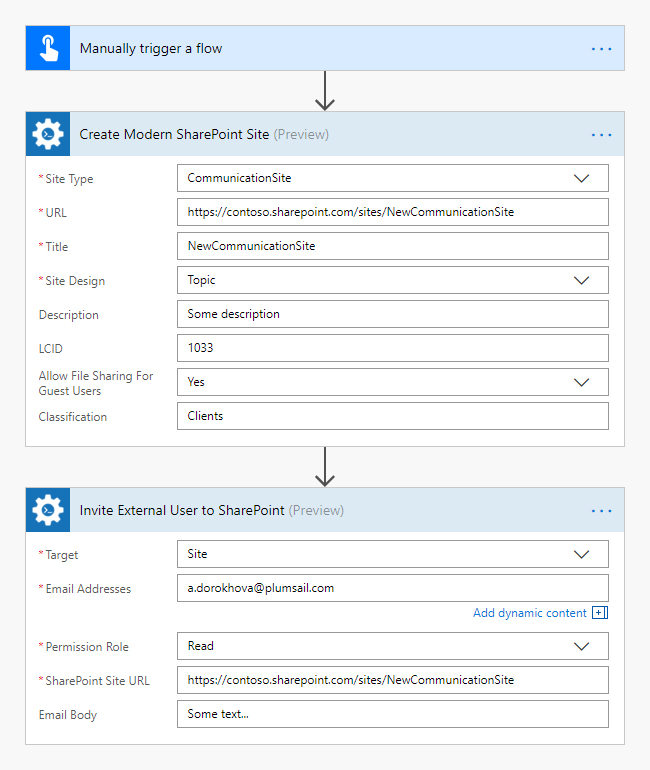 Manually trigger a flow
Create Modern SharePoint Site (Preview)
* Site Type CommunicationSite
* URL https://contoso.sharepoint.com/sites/NewCommunicationSite
* Title NewCommunicationSite
* Site Design Topic
Description Some description
LCID 1033
Allow File Sharing For
Guest Users Yes
Classification Clients
Invite External User to SharePoint (Preview)
* Target Site
* Email Addresses a.dorokhova@plumsail.com
Add dynamic content
* Permission Role Read
* SharePoint Site URL https://contoso.sharepoint.com/sites/NewCommunicationSite
Email Body Some text...